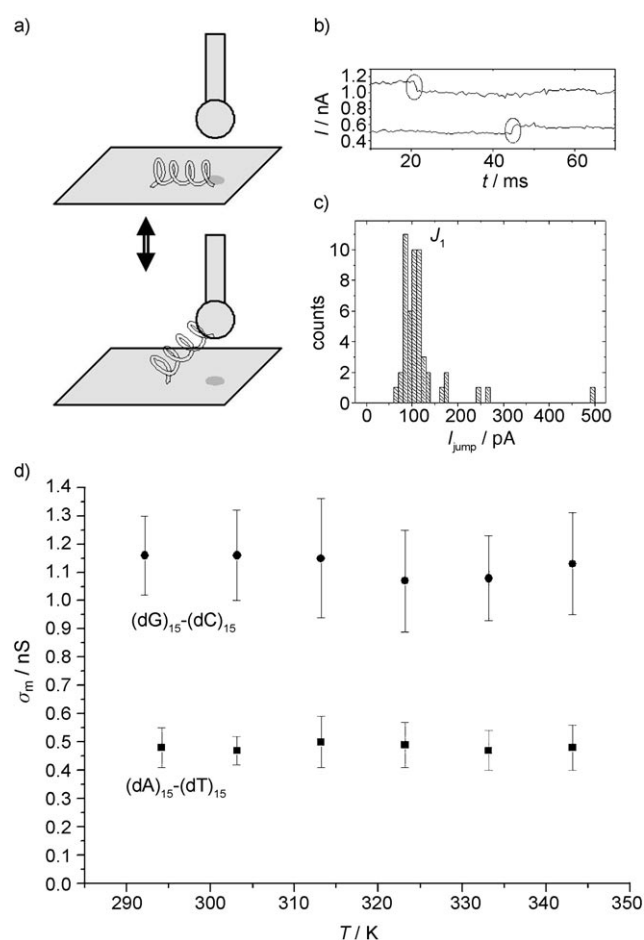 a)
b)
I / nA
1.2
1.0
0.8
0.6
0.4
20 40 60
t / ms
c)
J₁
counts
10
8
6
4
2
0
0 100 200 300 400 500
I_jump / pA
d)
σ_m / nS
1.4
1.3
1.2
1.1
1.0
0.9
0.8
0.7
0.6
0.5
0.4
0.3
0.2
0.1
0.0
(dG)₁₅-(dC)₁₅
(dA)₁₅-(dT)₁₅
290 300 310 320 330 340 350
T / K